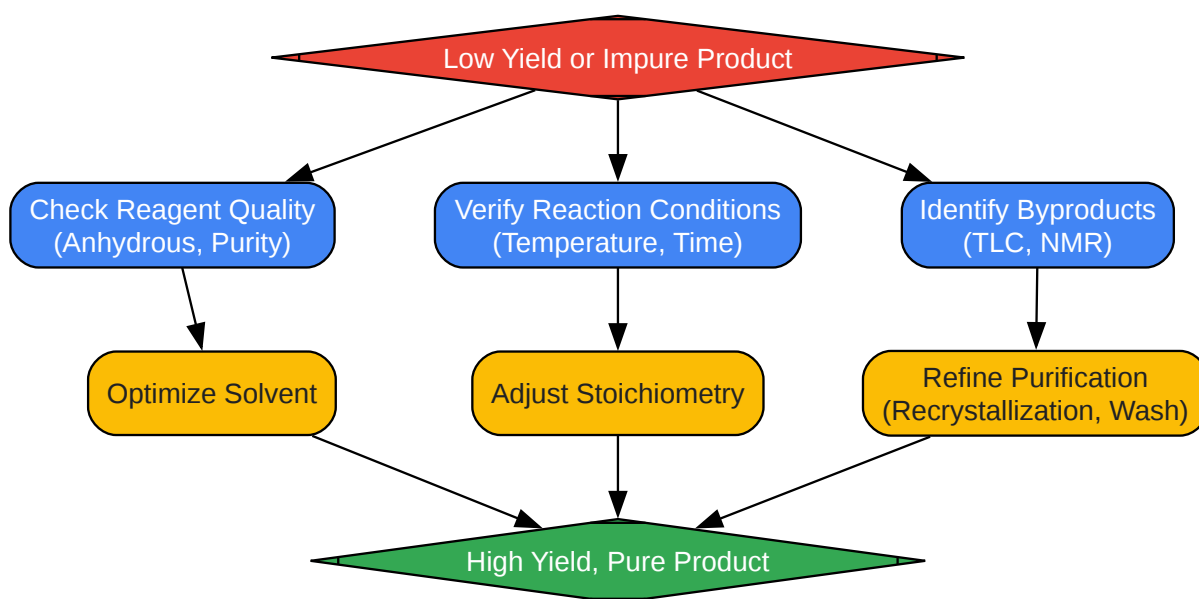 Low Yield or Impure Product
Check Reagent Quality
(Anhydrous, Purity)
Verify Reaction Conditions
(Temperature, Time)
Identify Byproducts
(TLC, NMR)
Optimize Solvent
Adjust Stoichiometry
Refine Purification
(Recrystallization, Wash)
High Yield, Pure Product